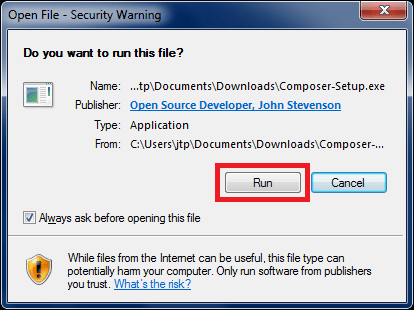 Open File - Security Warning
Do you want to run this file?
Name: ...tp\Documents\Downloads\Composer-Setup.exe
Publisher: Open Source Developer, John Stevenson
Type: Application
From: C:\Users\jtp\Documents\Downloads\Composer-...
Run Cancel
Always ask before opening this file
While files from the Internet can be useful, this file type can
potentially harm your computer. Only run software from publishers
you trust. What's the risk?